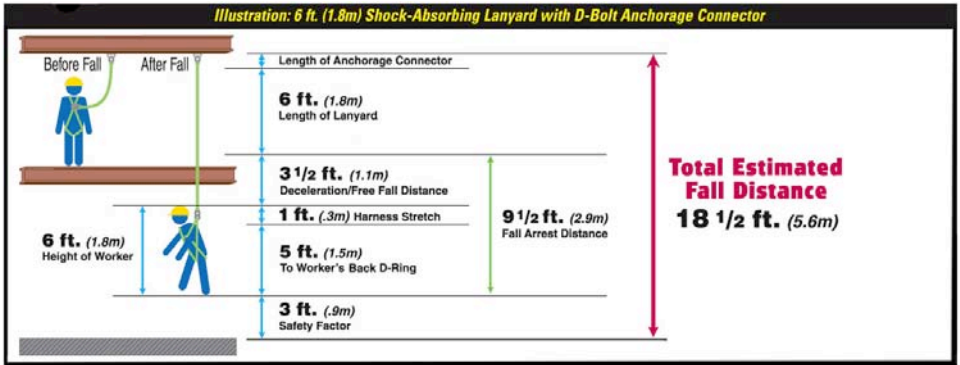 Illustration: 6 ft. (1.8m) Shock-Absorbing Lanyard with D-Bolt Anchorage Connector
Before Fall
After Fall
Length of Anchorage Connector
6 ft. (1.8m)
Length of Lanyard
3 1/2 ft. (1.1m)
Deceleration/Free Fall Distance
1 ft. (.3m) Harness Stretch
5 ft. (1.5m)
To Worker's Back D-Ring
6 ft. (1.8m)
Height of Worker
9 1/2 ft. (2.9m)
Fall Arrest Distance
3 ft. (.9m)
Safety Factor
Total Estimated
Fall Distance
18 1/2 ft. (5.6m)